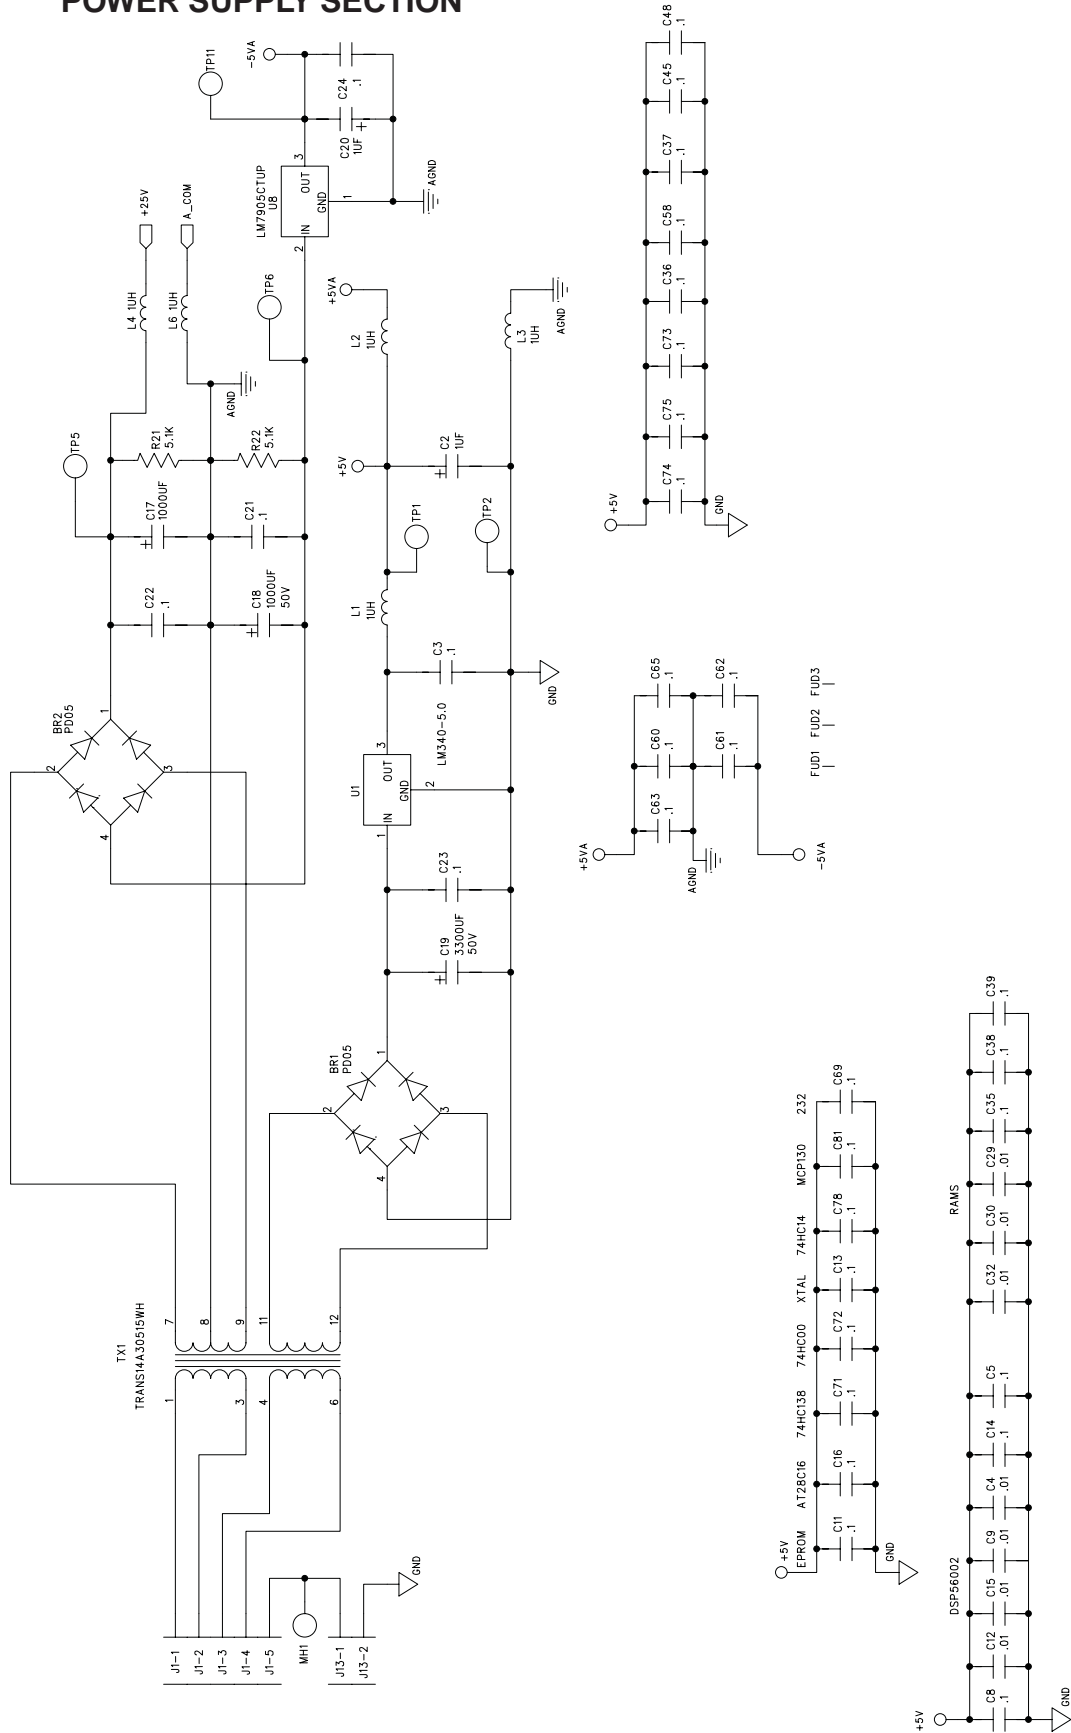 POWER SUPPLY SECTION
TX1
TRANS14A30515WH
1
3
4
6
7
8
9
11
12
J1-1
J1-2
J1-3
J1-4
J1-5
MH1
J13-1
J13-2
GND
BR2
PD05
1
2
3
4
C22
.1
C17
1000UF
R21
5.1K
TP5
C18
1000UF
50V
C21
.1
R22
5.1K
AGND
L4 1UH
+25V
L6 1UH
A_COM
TP6
LM7905CTUP
U8
IN
OUT
GND
2
3
1
TP11
-5VA
C20
1UF
C24
.1
AGND
BR1
PD05
1
2
3
4
C19
3300UF
50V
C23
.1
U1
LM340-5.0
IN
OUT
GND
1
3
2
C3
.1
GND
L1
1UH
TP1
TP2
+5V
C2
1UF
L2
1UH
+5VA
L3
1UH
AGND
+5V
C74
.1
C75
.1
C73
.1
C36
.1
C58
.1
C37
.1
C45
.1
C48
.1
GND
+5VA
C63
.1
C60
.1
C65
.1
AGND
C61
.1
C62
.1
-5VA
FUD1
FUD2
FUD3
+5V
EPROM
AT28C16
74HC138
74HC00
XTAL
74HC14
MCP130
232
C11
.1
C16
.1
C71
.1
C72
.1
C13
.1
C78
.1
C81
.1
C69
.1
GND
+5V
DSP56002
RAMS
C8
.1
C12
.01
C15
.01
C9
.01
C4
.01
C14
.1
C5
.1
C32
.01
C30
.01
C29
.01
C35
.1
C38
.1
C39
.1
GND